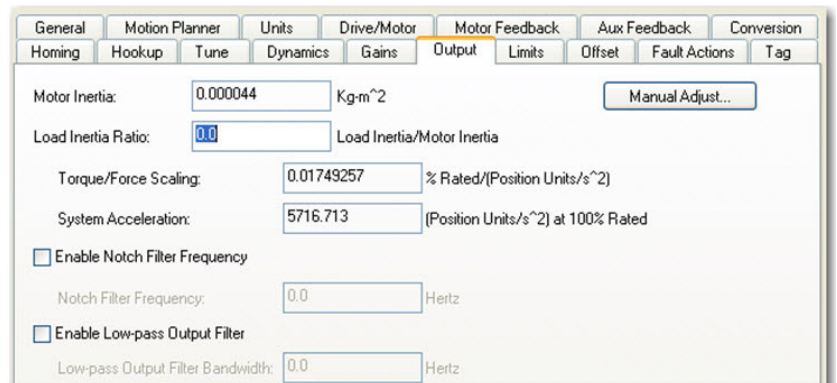 General Motion Planner Units Drive/Motor Motor Feedback Aux Feedback Conversion
Homing Hookup Tune Dynamics Gains Output Limits Offset Fault Actions Tag
Motor Inertia: 0.000044 Kg-m^2 Manual Adjust...
Load Inertia Ratio: 0.0 Load Inertia/Motor Inertia
Torque/Force Scaling: 0.01749257 % Rated/(Position Units/s^2)
System Acceleration: 5716.713 (Position Units/s^2) at 100% Rated
Enable Notch Filter Frequency
Notch Filter Frequency: 0.0 Hertz
Enable Low-pass Output Filter
Low-pass Output Filter Bandwidth: 0.0 Hertz